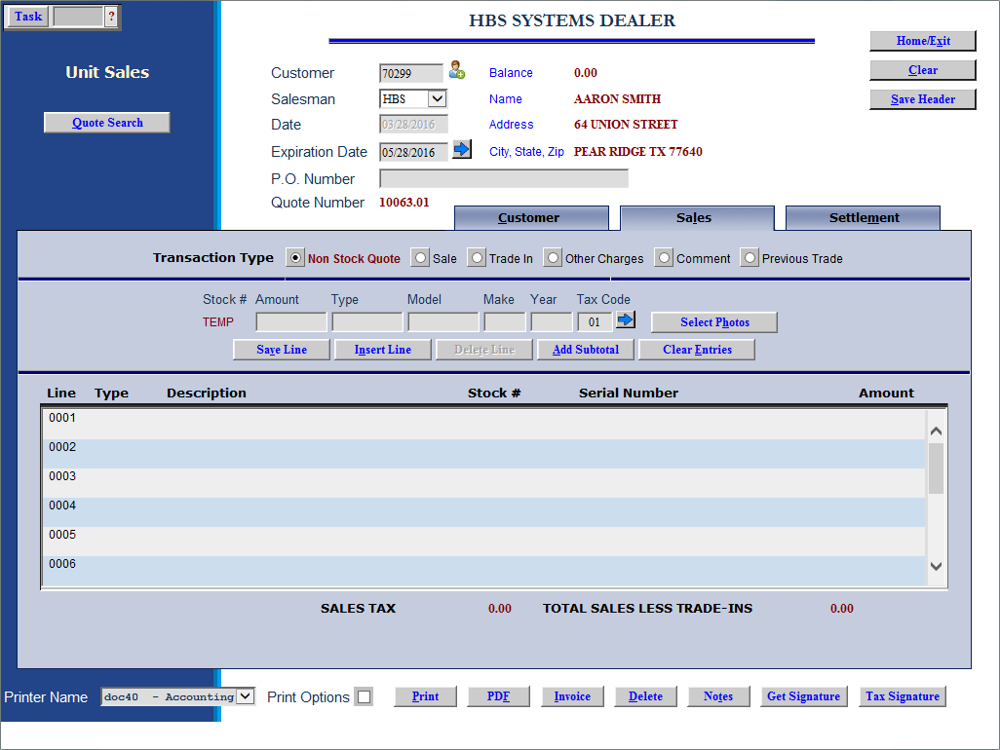 Task ?
HBS SYSTEMS DEALER
Home/Exit
Unit Sales
Customer 70299 Balance 0.00
Clear
Salesman HBS Name AARON SMITH
Save Header
Quote Search
Date 03/28/2016 Address 64 UNION STREET
Expiration Date 05/28/2016 City, State, Zip PEAR RIDGE TX 77640
P.O. Number
Quote Number 10063.01
Customer Sales Settlement
Transaction Type Non Stock Quote Sale Trade In Other Charges Comment Previous Trade
Stock # Amount Type Model Make Year Tax Code
TEMP 01 Select Photos
Save Line Insert Line Delete Line Add Subtotal Clear Entries
Line Type Description Stock # Serial Number Amount
0001
0002
0003
0004
0005
0006
SALES TAX 0.00 TOTAL SALES LESS TRADE-INS 0.00
Printer Name doc40 - Accounting Print Options Print PDF Invoice Delete Notes Get Signature Tax Signature